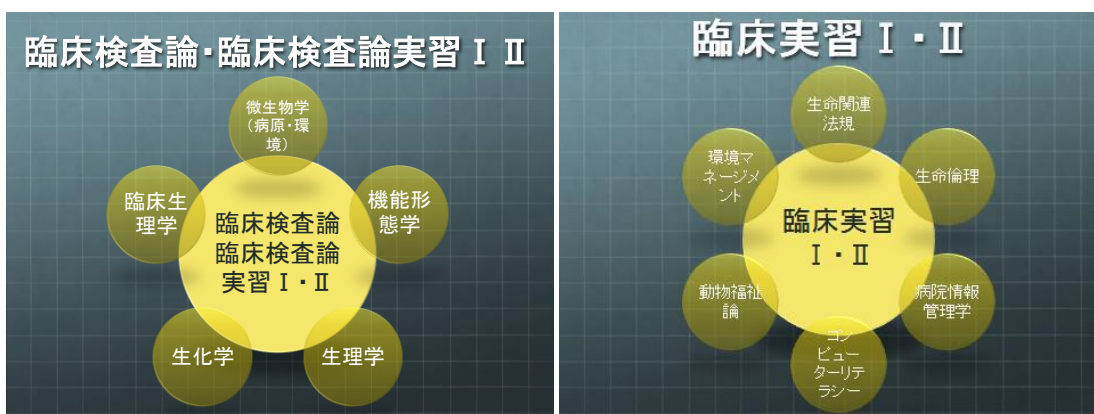 臨床検査論・臨床検査論実習ⅠⅡ
微生物学
（病原・環
境）
臨床生
理学
機能形
態学
臨床検査論
臨床検査論
実習Ⅰ・Ⅱ
生化学
生理学
臨床実習Ⅰ・Ⅱ
生命関連
法規
環境マ
ネージメ
ント
生命倫理
臨床実習
Ⅰ・Ⅱ
動物福祉
論
病院情報
管理学
コン
ピュー
ターリテ
ラシー